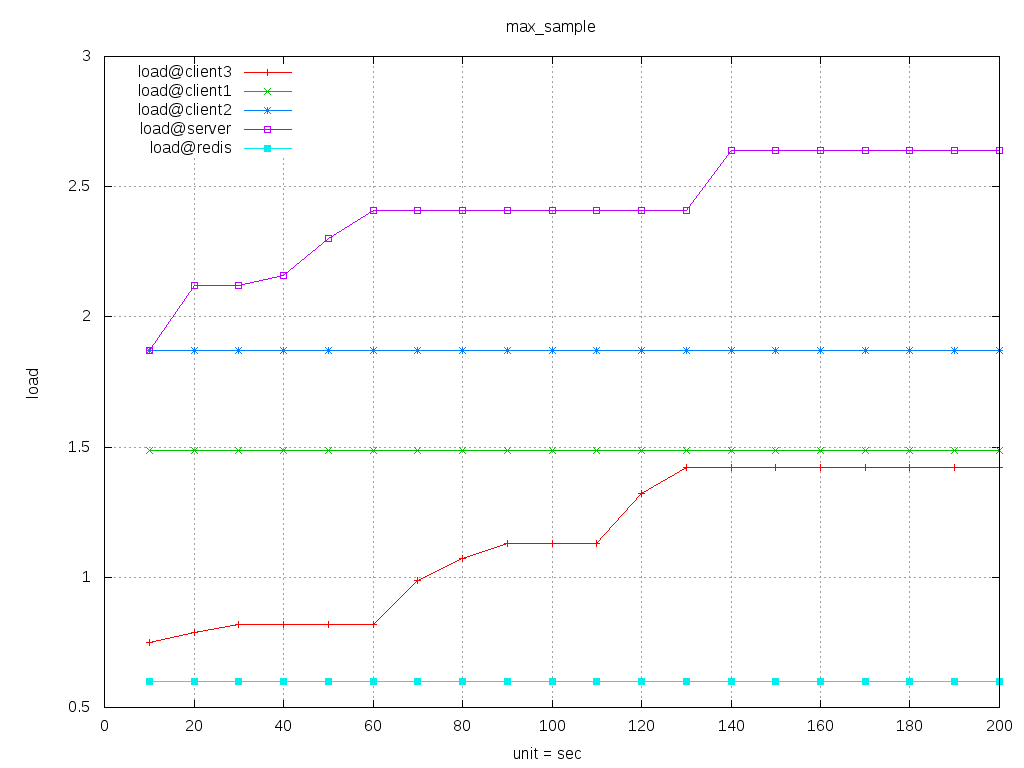 max_sample
3
2.5
2
1.5
1
0.5
load
load@client3
load@client1
load@client2
load@server
load@redis
0 20 40 60 80 100 120 140 160 180 200
unit = sec